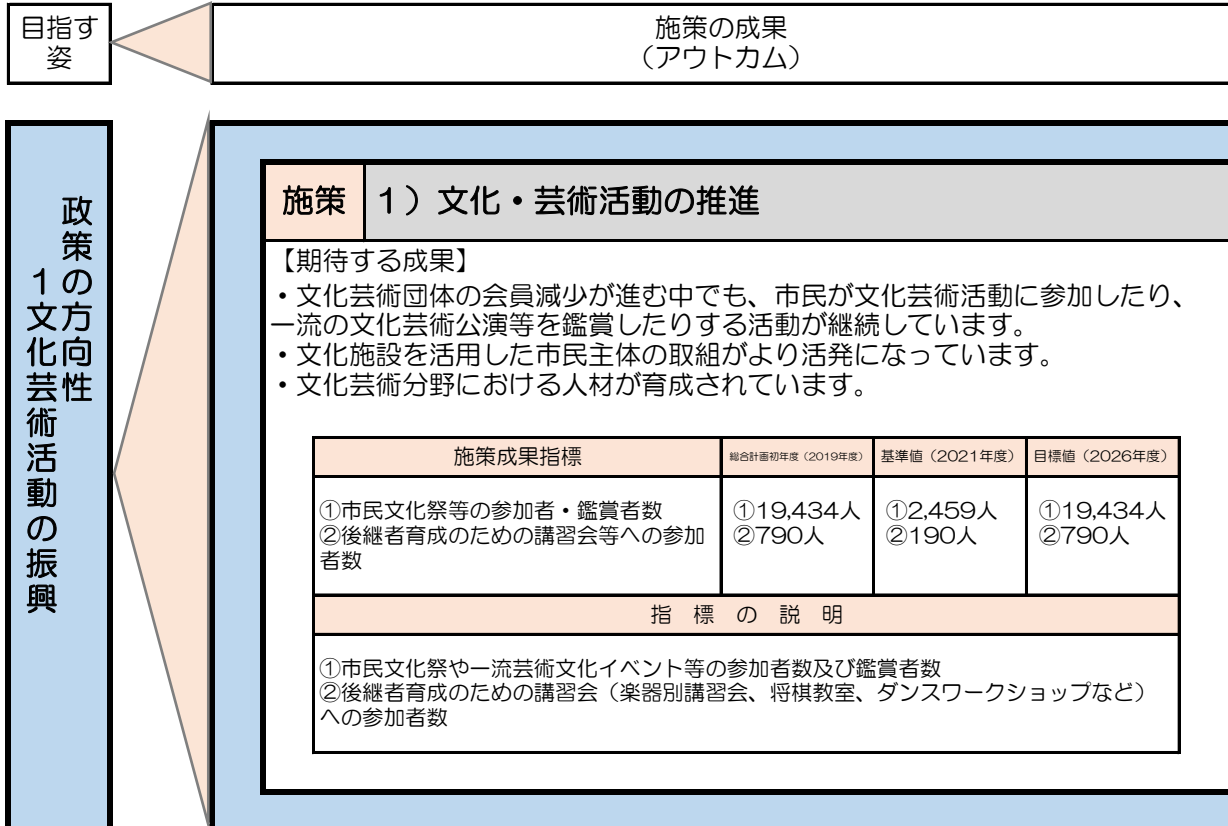 目指す
姿
施策の成果
（アウトカム）
政策の方向性
１文化芸術活動の振興
施策
１）文化・芸術活動の推進
【期待する成果】
・文化芸術団体の会員減少が進む中でも、市民が文化芸術活動に参加したり、
一流の文化芸術公演等を鑑賞したりする活動が継続しています。
・文化施設を活用した市民主体の取組がより活発になっています。
・文化芸術分野における人材が育成されています。
施策成果指標
総合計画初年度（2019年度）
基準値（2021年度）
目標値（2026年度）
①市民文化祭等の参加者・鑑賞者数
②後継者育成のための講習会等への参加
者数
①19,434人
②790人
①2,459人
②190人
①19,434人
②790人
指　標　の　説　明
①市民文化祭や一流芸術文化イベント等の参加者数及び鑑賞者数
②後継者育成のための講習会（楽器別講習会、将棋教室、ダンスワークショップなど）
への参加者数